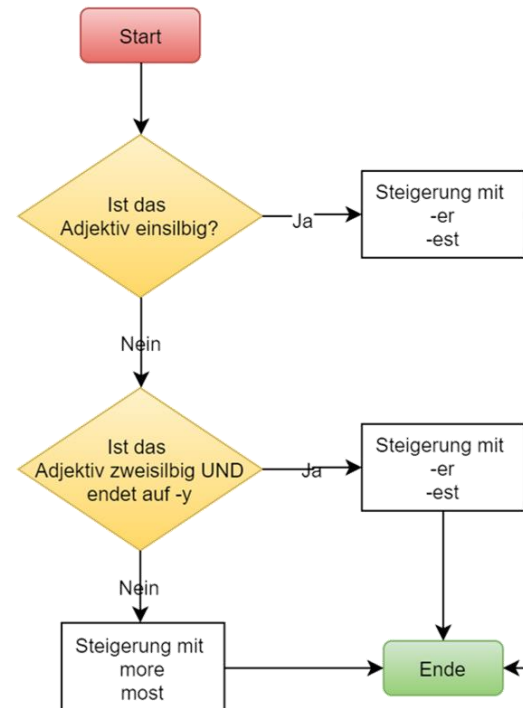 Start
Ist das
Adjektiv einsilbig?
Ja
Steigerung mit
-er
-est
Nein
Ist das
Adjektiv zweisilbig UND
endet auf -y
Ja
Steigerung mit
-er
-est
Nein
Steigerung mit
more
most
Ende